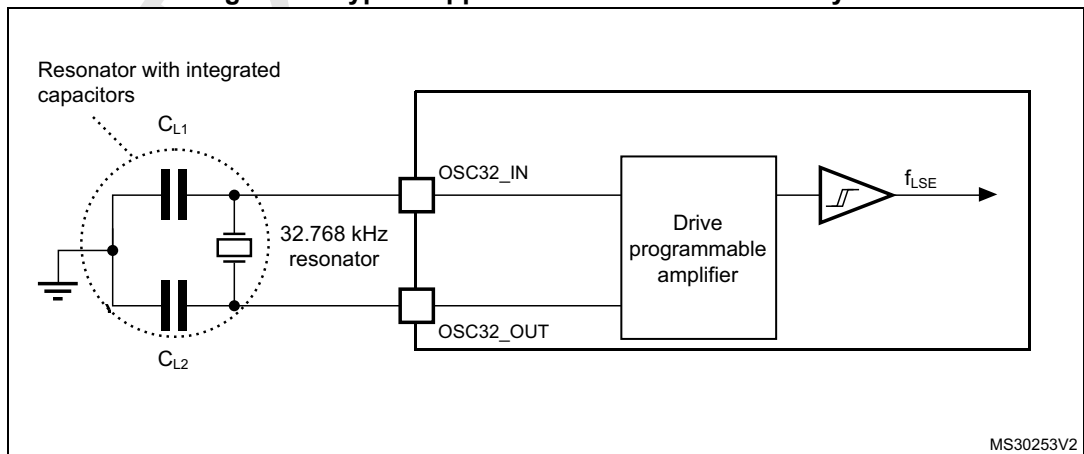 Resonator with integrated
capacitors
CL1
OSC32_IN
fLSE
32.768 kHz
resonator
Drive
programmable
amplifier
OSC32_OUT
CL2
MS30253V2